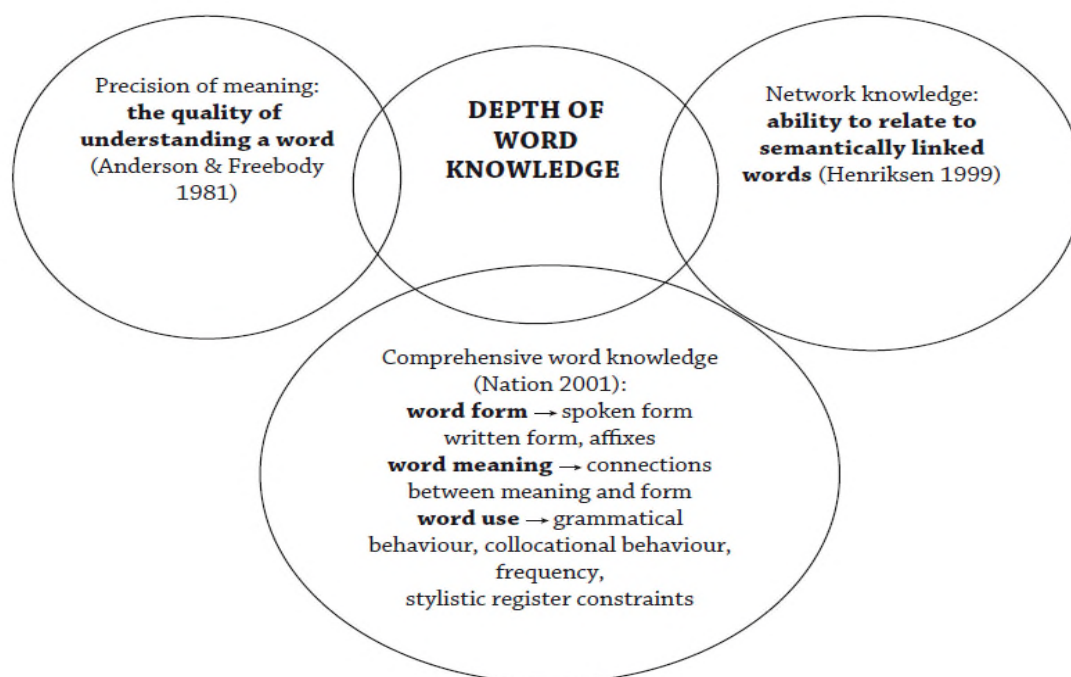 Precision of meaning:
the quality of
understanding a word
(Anderson & Freebody
1981)
DEPTH OF
WORD
KNOWLEDGE
Network knowledge:
ability to relate to
semantically linked
words (Henriksen 1999)
Comprehensive word knowledge
(Nation 2001):
word form → spoken form
written form, affixes
word meaning → connections
between meaning and form
word use → grammatical
behaviour, collocational behaviour,
frequency,
stylistic register constraints